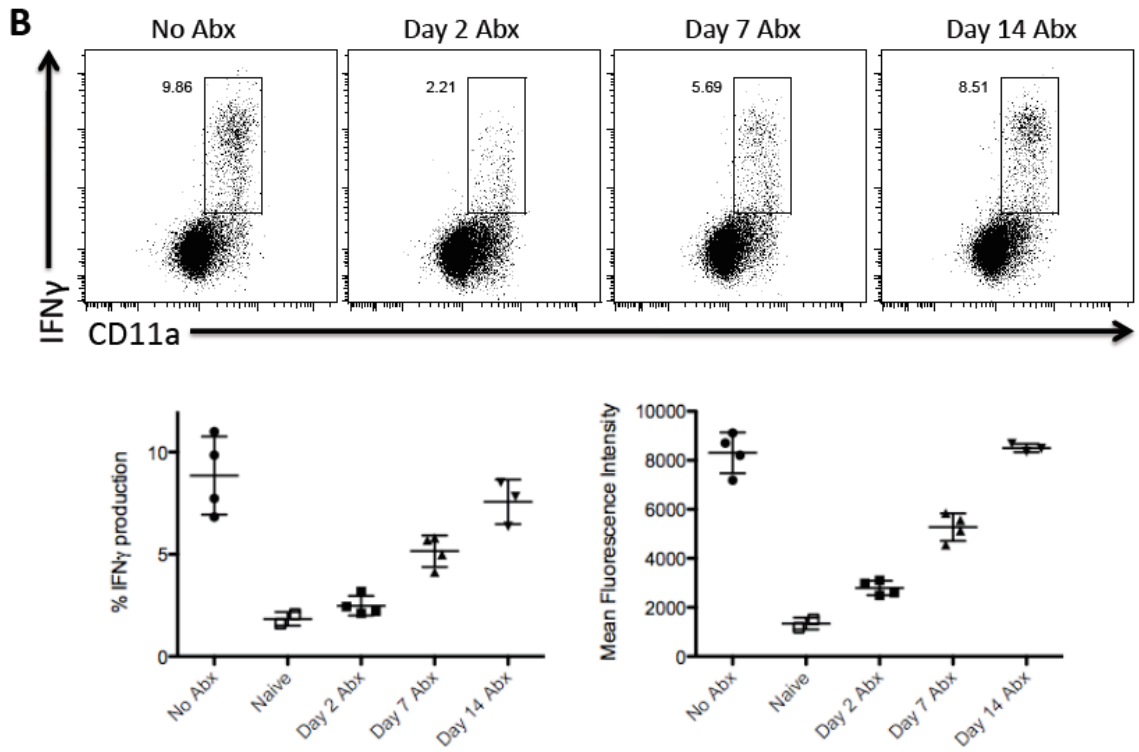 B
No Abx Day 2 Abx Day 7 Abx Day 14 Abx
9.86 2.21 5.69 8.51
IFNγ
CD11a
% IFNγ production
10
5
0
No Abx Naive Day 2 Abx Day 7 Abx Day 14 Abx
Mean Fluorescence Intensity
10000
8000
6000
4000
2000
0
No Abx Naive Day 2 Abx Day 7 Abx Day 14 Abx